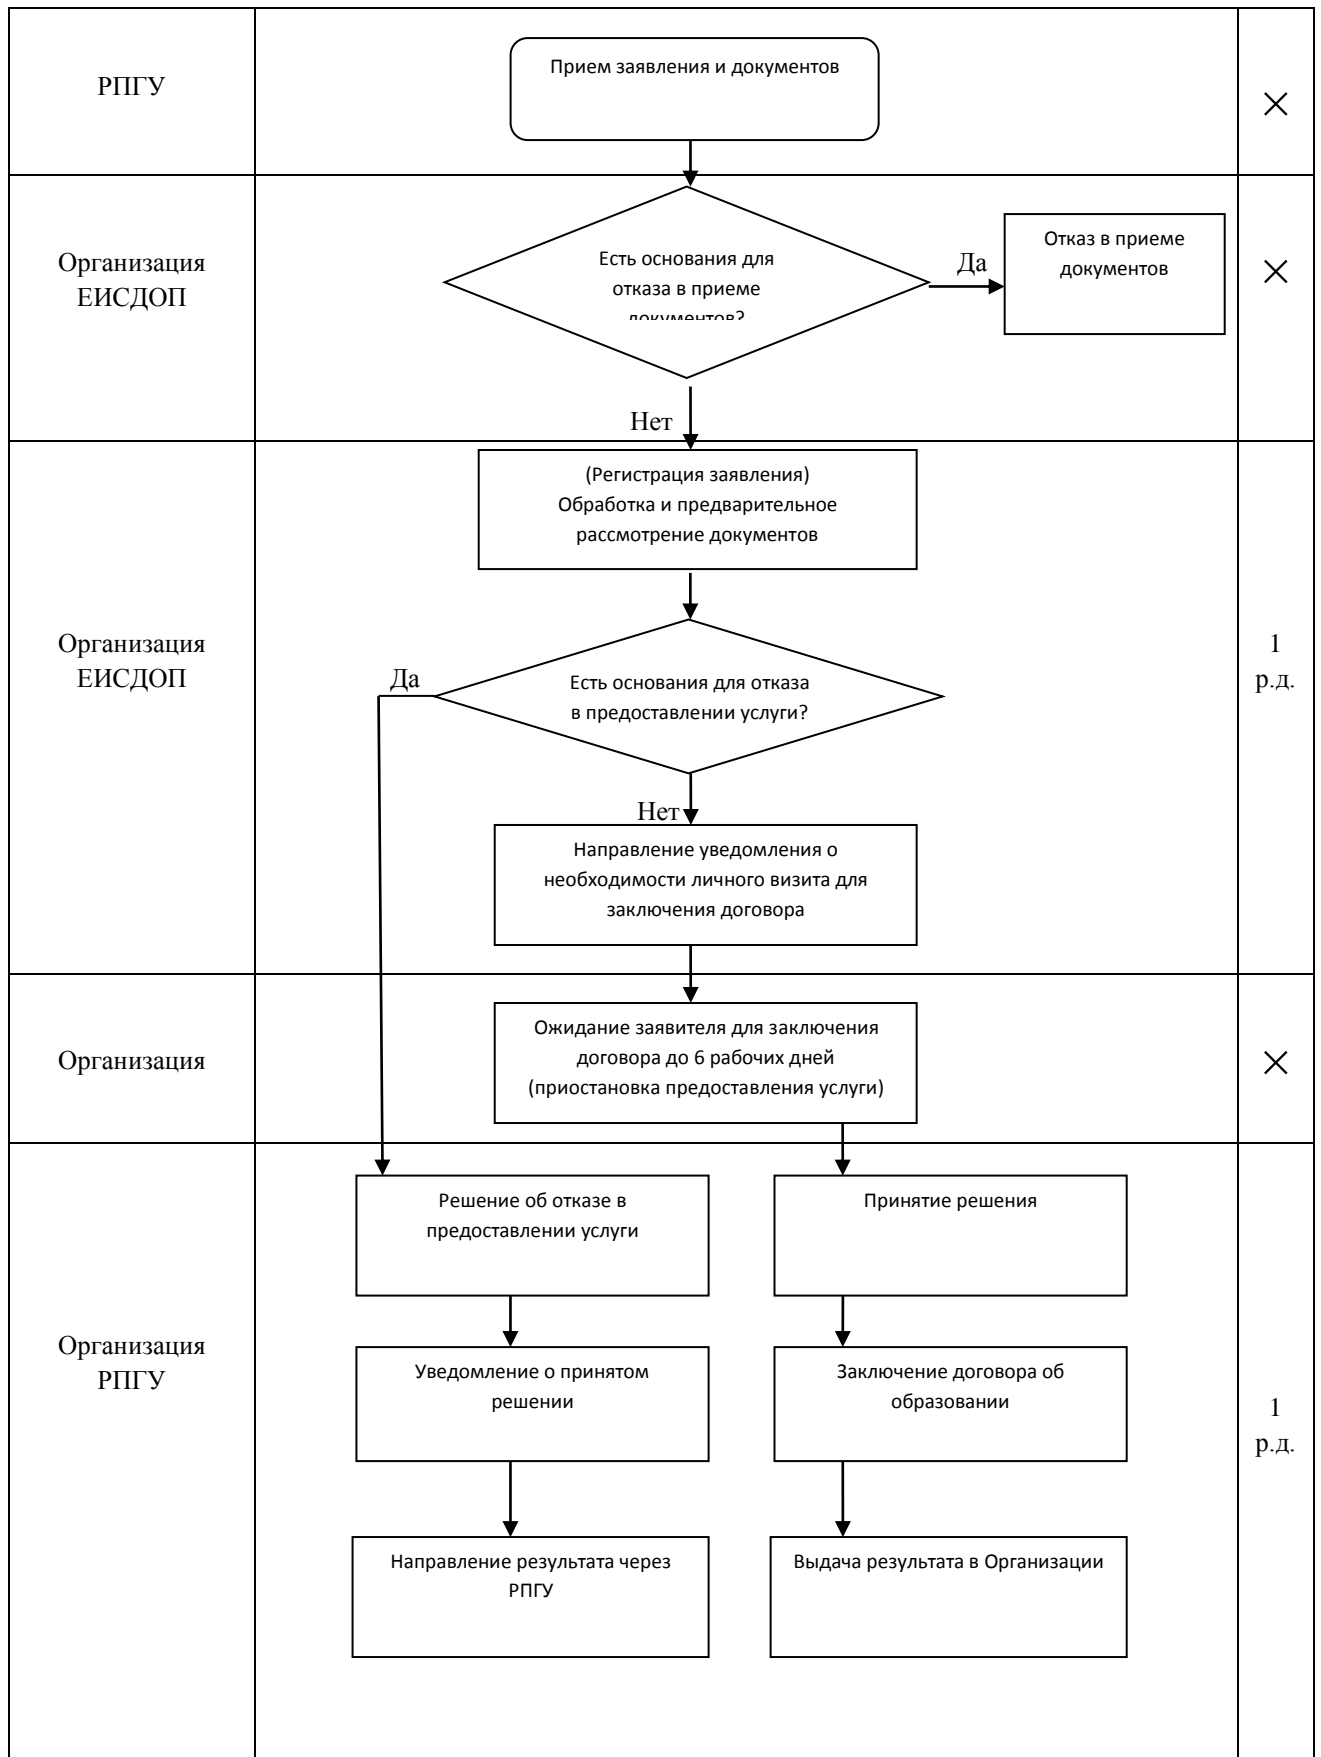 РПГУ
Прием заявления и документов
Организация
ЕИСДОП
Есть основания для
отказа в приеме
документов?
Да
Отказ в приеме
документов
Нет
Организация
ЕИСДОП
(Регистрация заявления)
Обработка и предварительное
рассмотрение документов
Да
Есть основания для отказа
в предоставлении услуги?
Нет
Направление уведомления о
необходимости личного визита для
заключения договора
1
р.д.
Организация
Ожидание заявителя для заключения
договора до 6 рабочих дней
(приостановка предоставления услуги)
Организация
РПГУ
Решение об отказе в
предоставлении услуги
Принятие решения
Уведомление о принятом
решении
Заключение договора об
образовании
Направление результата через
РПГУ
Выдача результата в Организации
1
р.д.